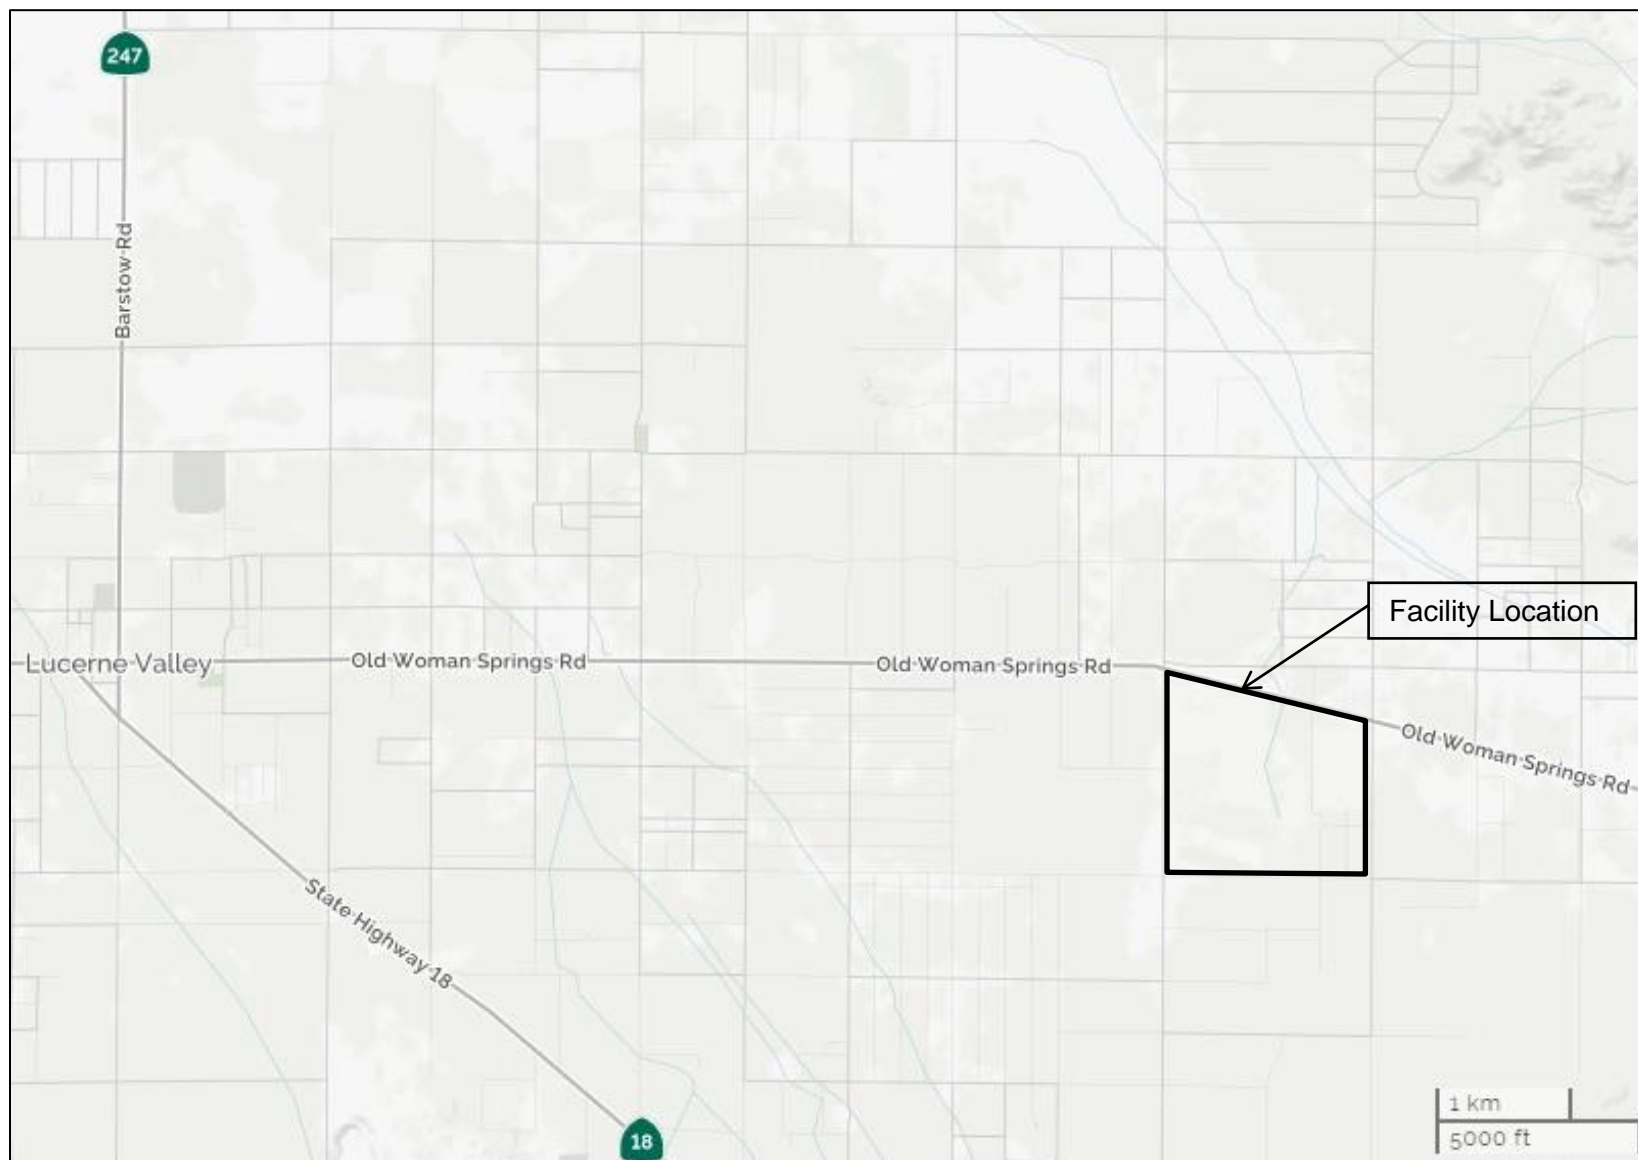 247
Barstow Rd
Facility Location
Lucerne Valley
Old Woman Springs Rd
Old Woman Springs Rd
Old Woman Springs Rd
State Highway 18
18
1 km
5000 ft